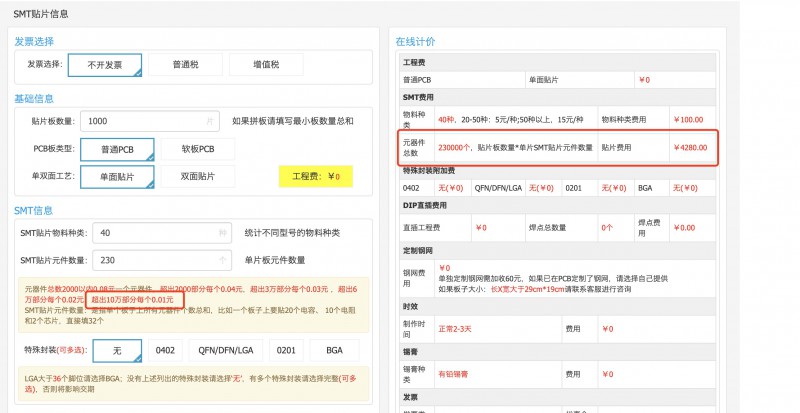 SMT贴片信息
发票选择
发票选择:
不开发票
普通税
增值税
基础信息
贴片板数量:
1000
片
如果拼板请填写最小板数量总和
PCB板类型:
普通PCB
软板PCB
单双面工艺:
单面贴片
双面贴片
工程费:￥0
SMT信息
SMT贴片物料种类:
40
种
统计不同型号的物料种类
SMT贴片元件数量:
230
个
单片板元件数量
元器件总数2000以内0.08元一个元器件，超出2000部分每个0.04元，超出3万部分每个0.03元 ，超出6
万部分每个0.02元，超出10万部分每个0.01元
SMT贴片元件数量：是指单个板子上所有元器件个数总和，比如一个板子上要贴20个电容、 10个电阻
和2个芯片，直接填32个
特殊封装(可多选):
无
0402
QFN/DFN/LGA
0201
BGA
LGA大于36个脚位请选择BGA；没有上述列出的特殊封装请选择'无'，有多个特殊封装请选择完整(可多
选)，否则将影响交期
在线计价
工程费
普通PCB
单面贴片
￥0
SMT费用
物料种
类
40种，20-50种：5元/种;50种以上，15元/种
物料种类费用
￥100.00
元器件
总数
230000个，贴片板数量*单片SMT贴片元件数量
贴片费用
￥4280.00
特殊封装附加费
0402
无(￥0)
QFN/DFN/LGA
无(￥0)
0201
无(￥0)
BGA
无(￥0)
DIP直插费用
直插工程费
￥0
焊点总数量
0个
焊点费
用
￥0.00
定制钢网
钢网费
用
￥0
单独定制钢网需加收60元，如果已在PCB定制了钢网，请选择自己提供
如果板子大小：长X宽大于29cm*19cm请联系客服进行咨询
时效
制作时
间
正常2-3天
费用
￥0
锡膏
锡膏种
类
有铅锡膏
费用
￥0
发票